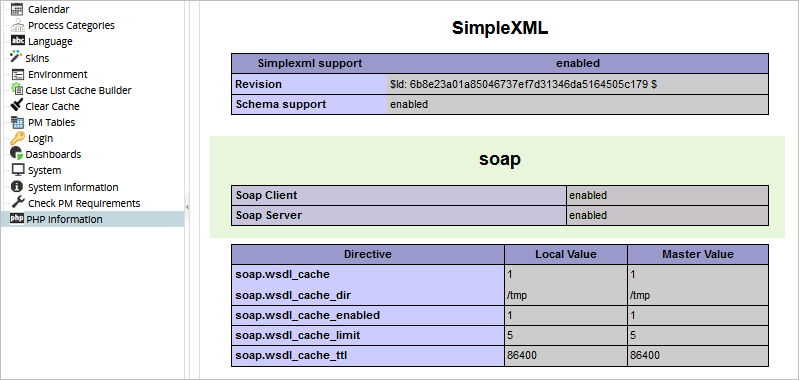 Calendar
Process Categories
abc Language
Skins
Environment
Case List Cache Builder
Clear Cache
PM Tables
Login
Dashboards
System
System Information
Check PM Requirements
php PHP Information
SimpleXML
Simplexml support enabled
Revision $Id: 6b8e23a01a85046737ef7d31346da5164505c179 $
Schema support enabled
soap
Soap Client enabled
Soap Server enabled
Directive Local Value Master Value
soap.wsdl_cache 1 1
soap.wsdl_cache_dir /tmp /tmp
soap.wsdl_cache_enabled 1 1
soap.wsdl_cache_limit 5 5
soap.wsdl_cache_ttl 86400 86400